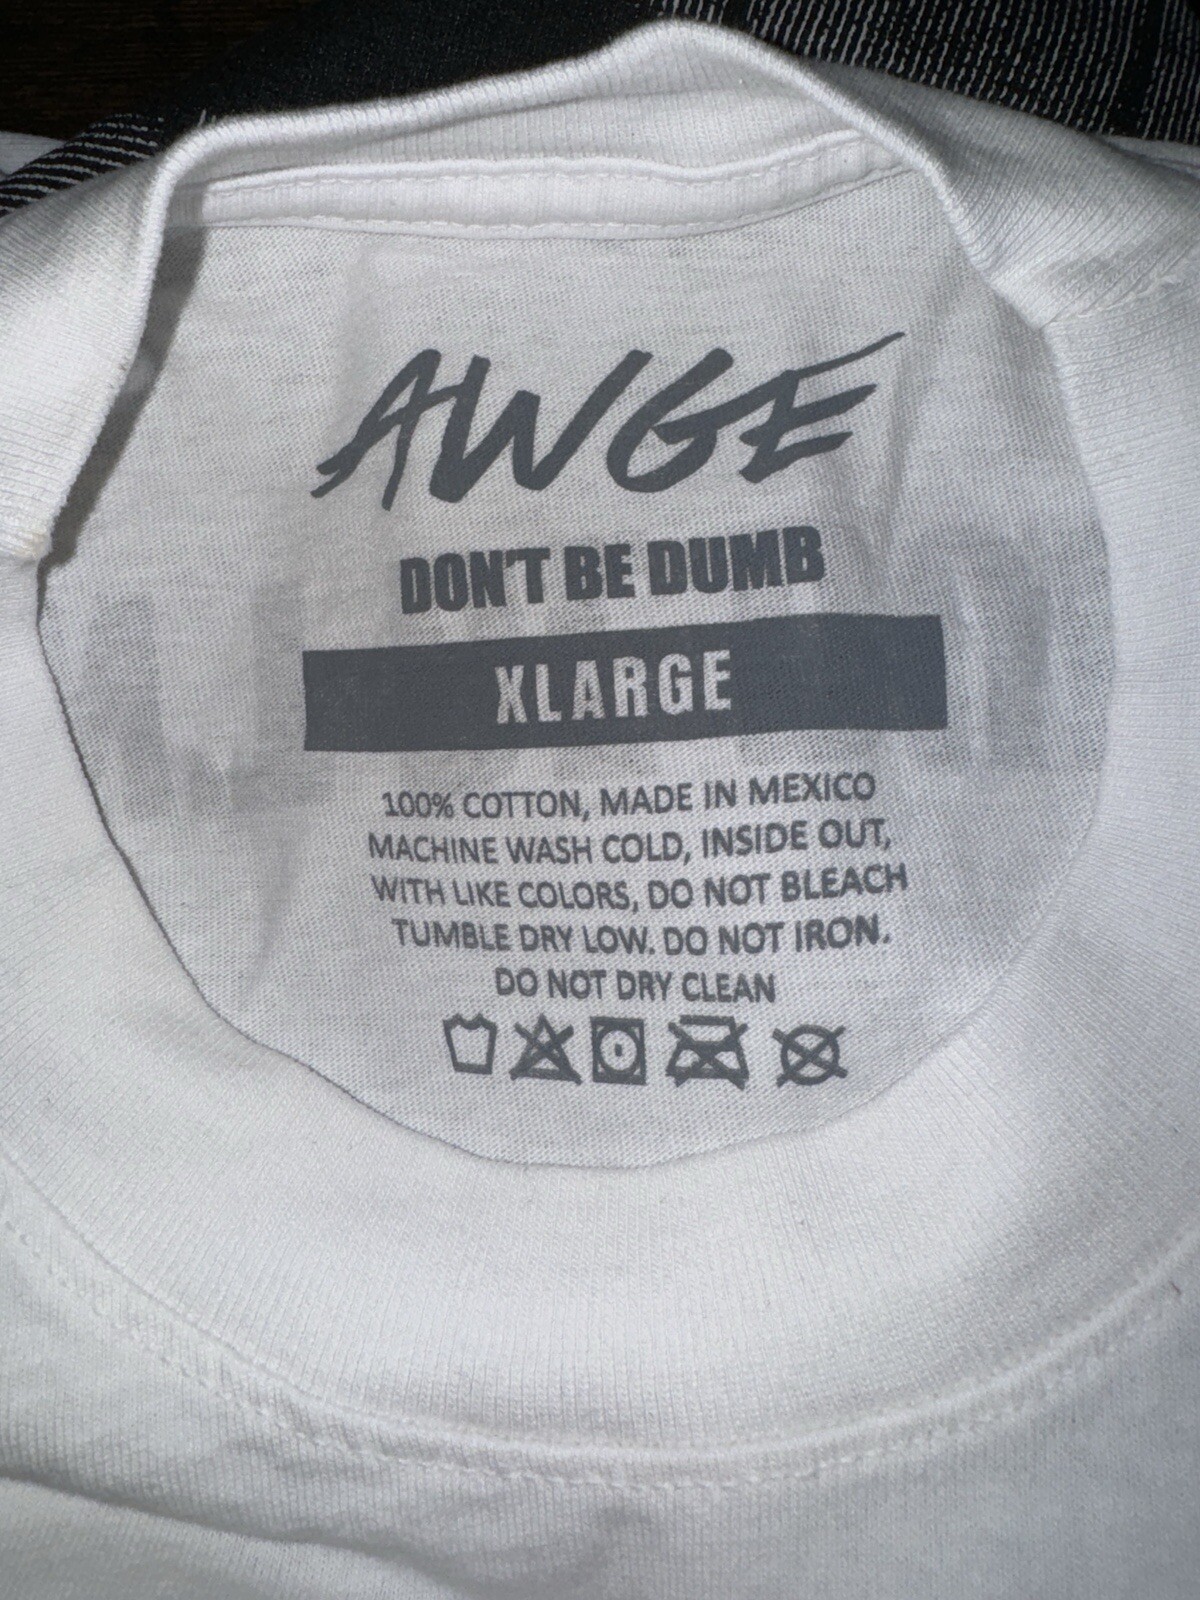 AWGE
DON'T BE DUMB
XLARGE
100% COTTON, MADE IN MEXICO
MACHINE WASH COLD, INSIDE OUT,
WITH LIKE COLORS, DO NOT BLEACH
TUMBLE DRY LOW. DO NOT IRON.
DO NOT DRY CLEAN